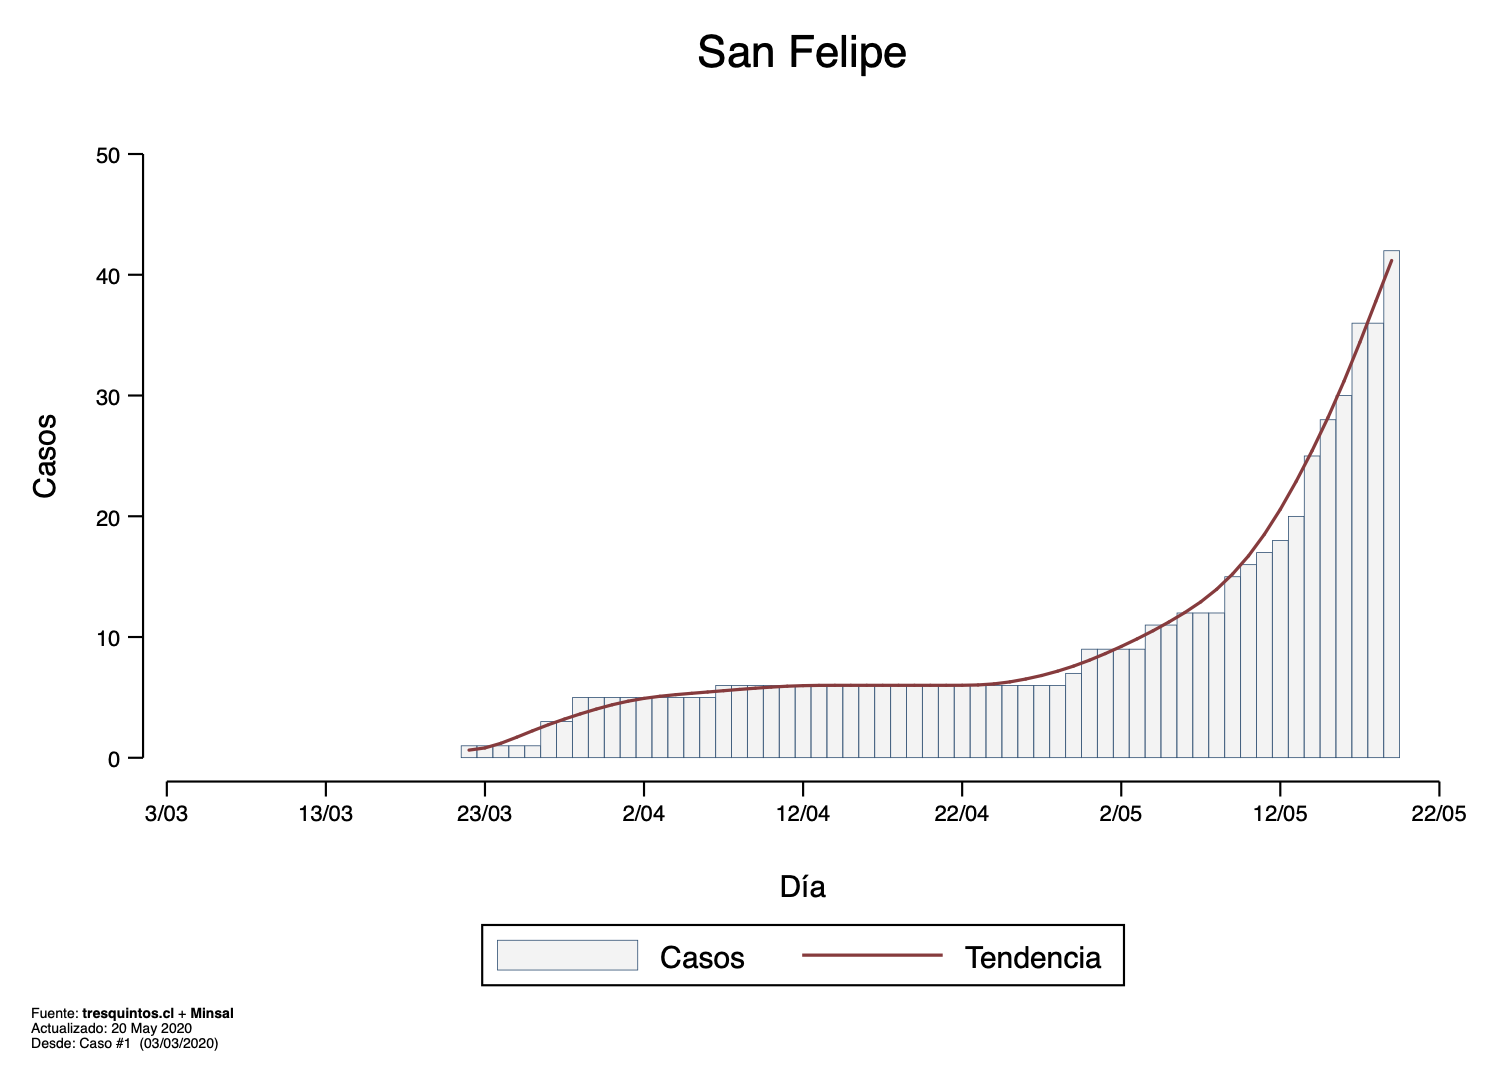 San Felipe
50
40
30
20
10
0
Casos
3/03 13/03 23/03 2/04 12/04 22/04 2/05 12/05 22/05
Día
Casos Tendencia
Fuente: tresquintos.cl + Minsal
Actualizado: 20 May 2020
Desde: Caso #1 (03/03/2020)